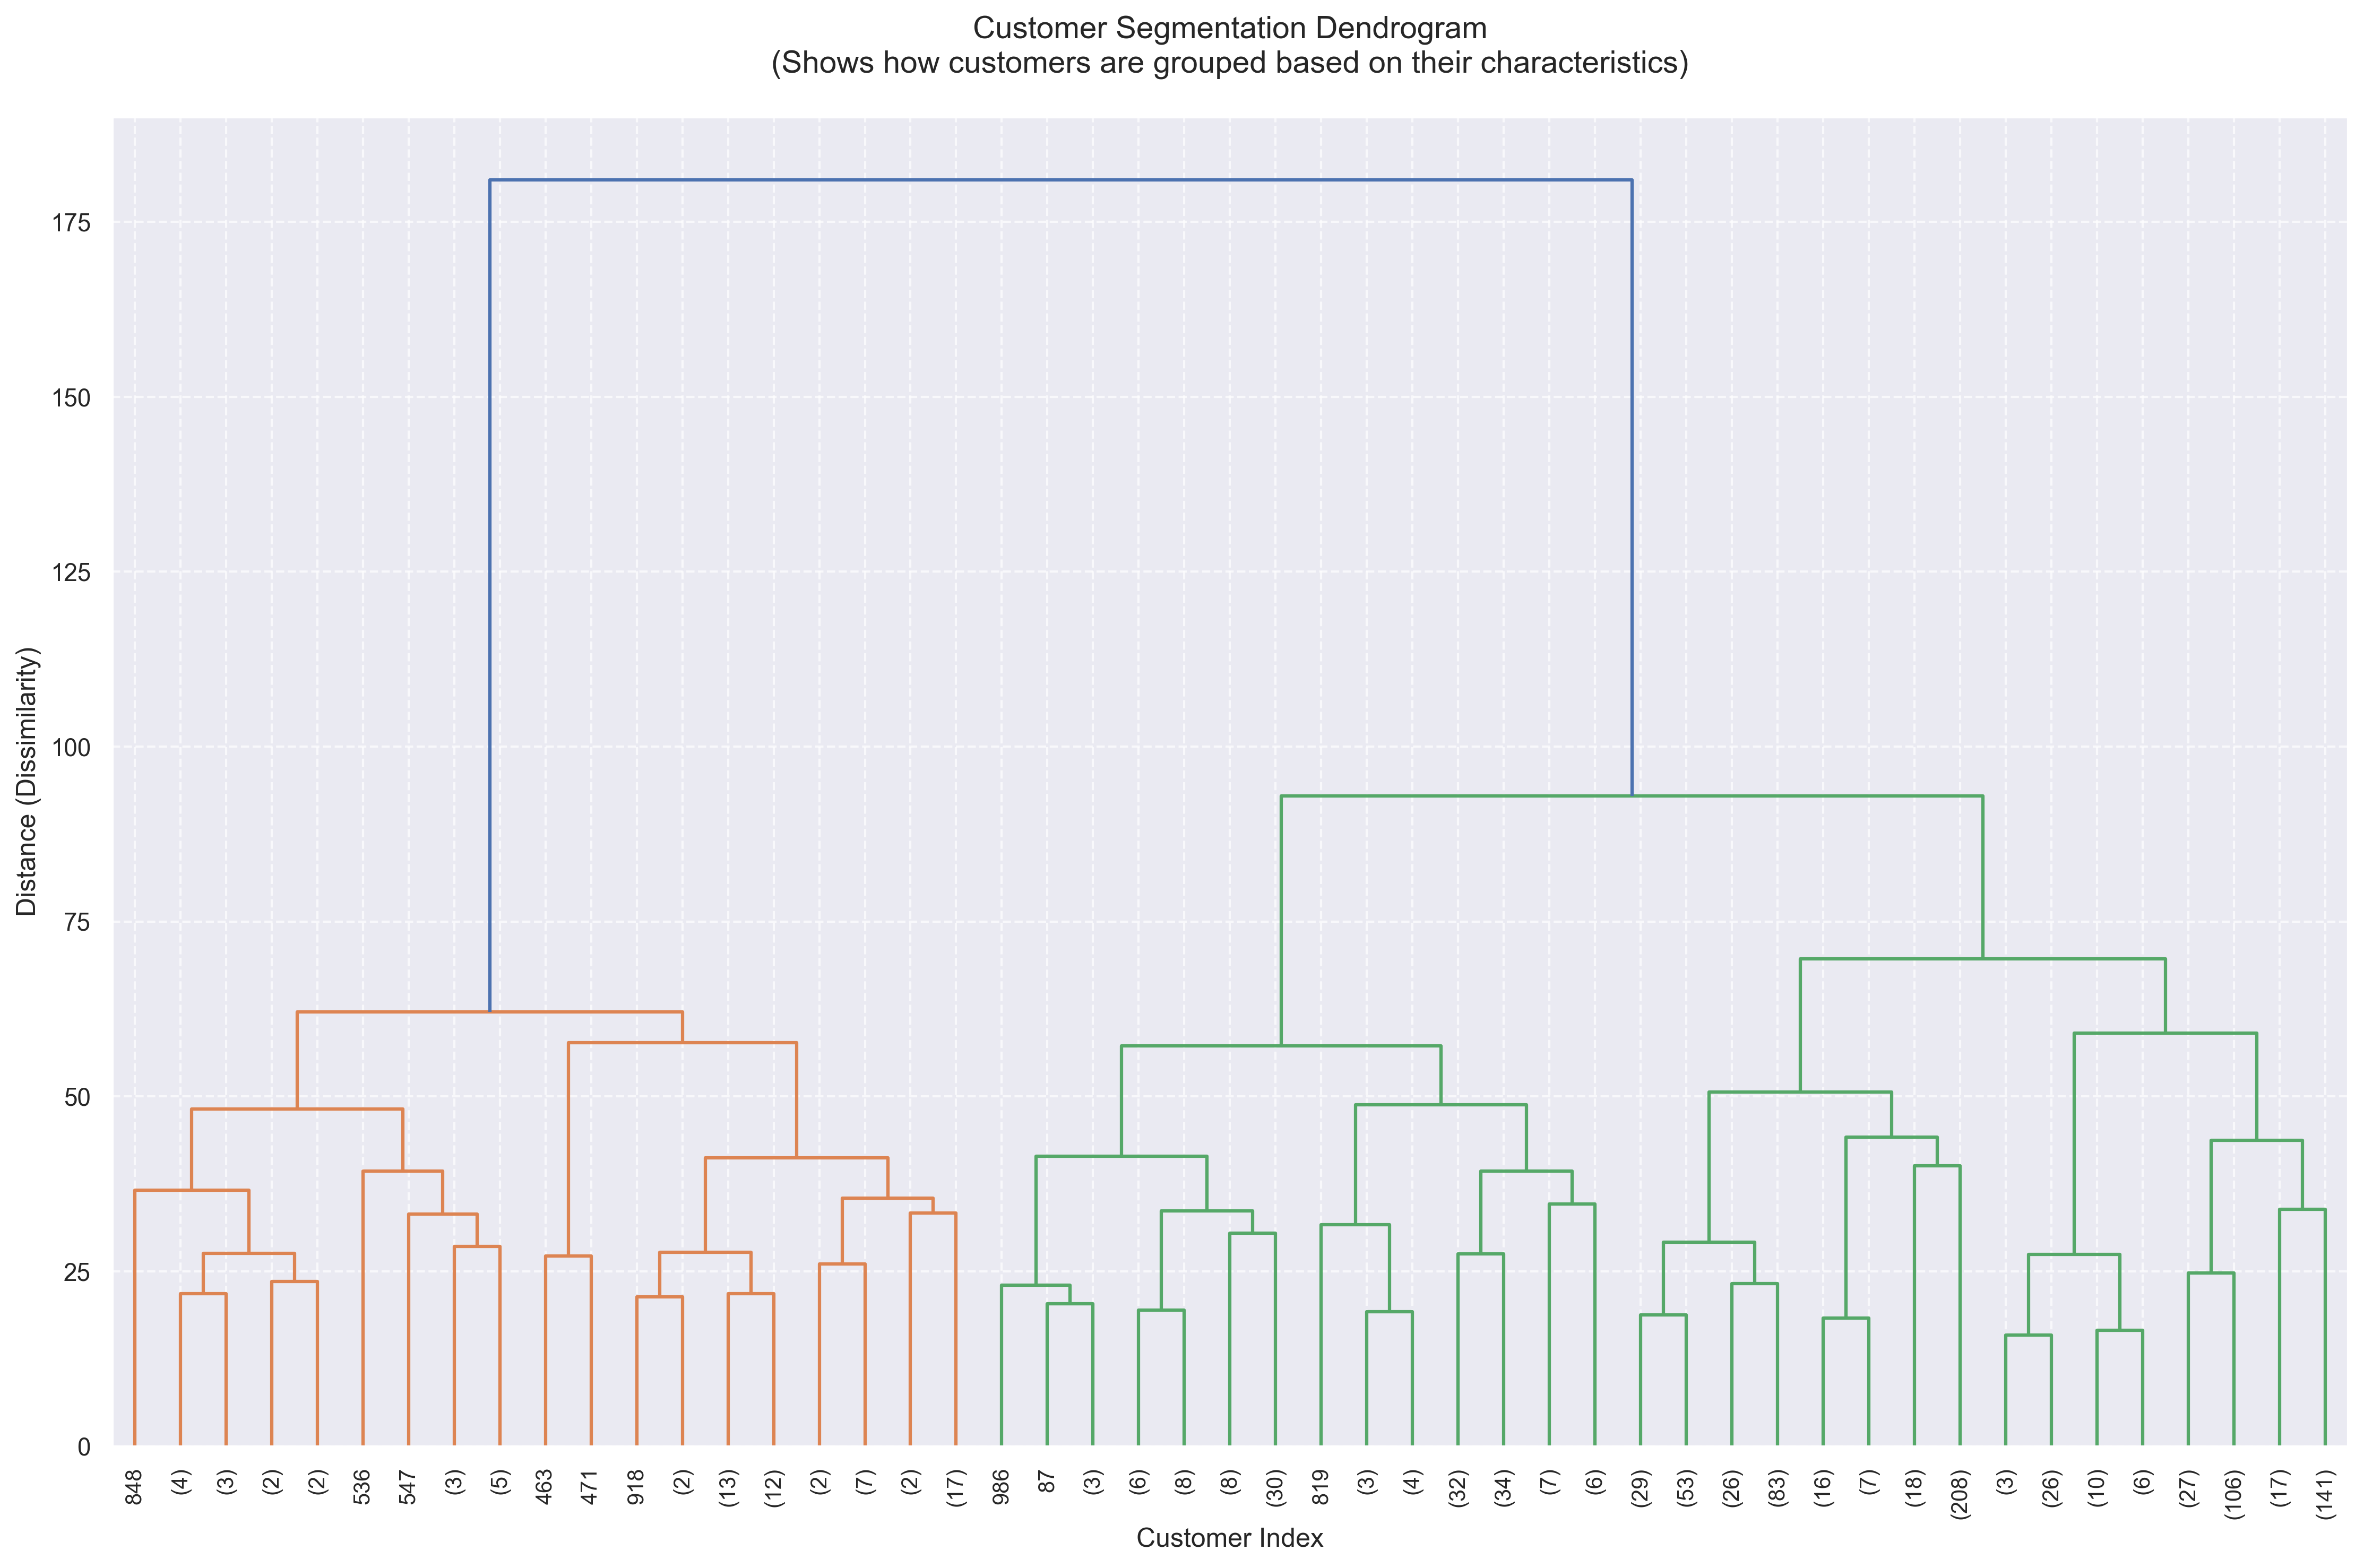 Customer Segmentation Dendrogram
(Shows how customers are grouped based on their characteristics)
Distance (Dissimilarity)
175
150
125
100
75
50
25
0
848 (4) (3) (2) (2) 536 547 (3) (5) 463 471 918 (2) (13) (12) (2) (7) (2) (17) 986 87 (3) (6) (8) (8) (30) 819 (3) (4) (32) (34) (7) (6) (29) (53) (26) (83) (16) (7) (18) (208) (3) (26) (10) (6) (27) (106) (17) (141)
Customer Index